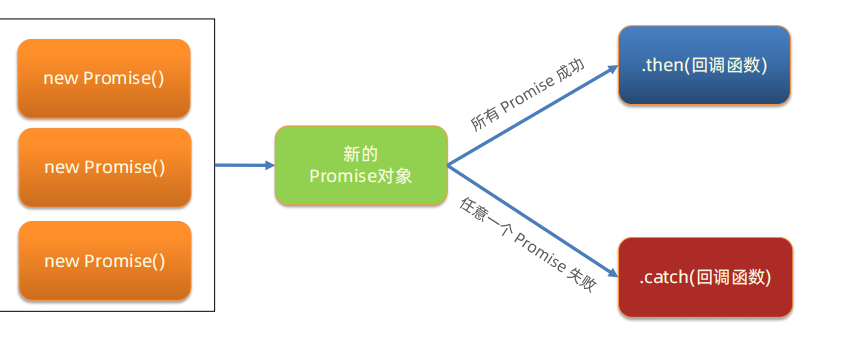 new Promise()
new Promise()
new Promise()
新的
Promise对象
所有 Promise 成功
任意一个 Promise 失败
.then(回调函数)
.catch(回调函数)